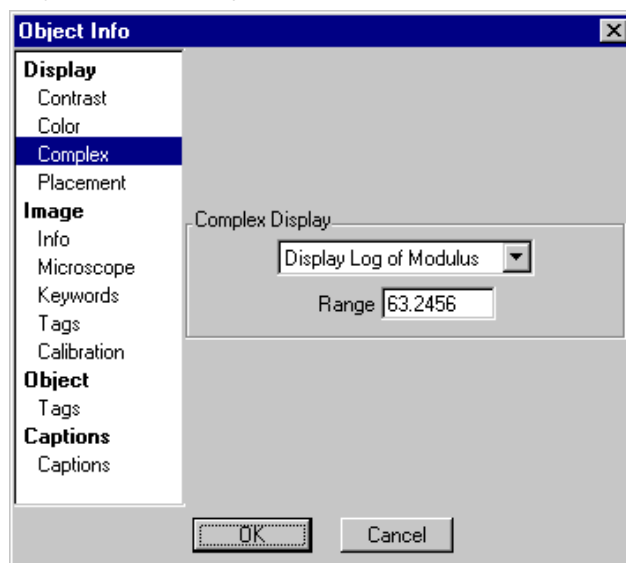 Object Info
Display
Contrast
Color
Complex
Placement
Image
Info
Microscope
Keywords
Tags
Calibration
Object
Tags
Captions
Captions
Complex Display
Display Log of Modulus
Range 63.2456
OK
Cancel